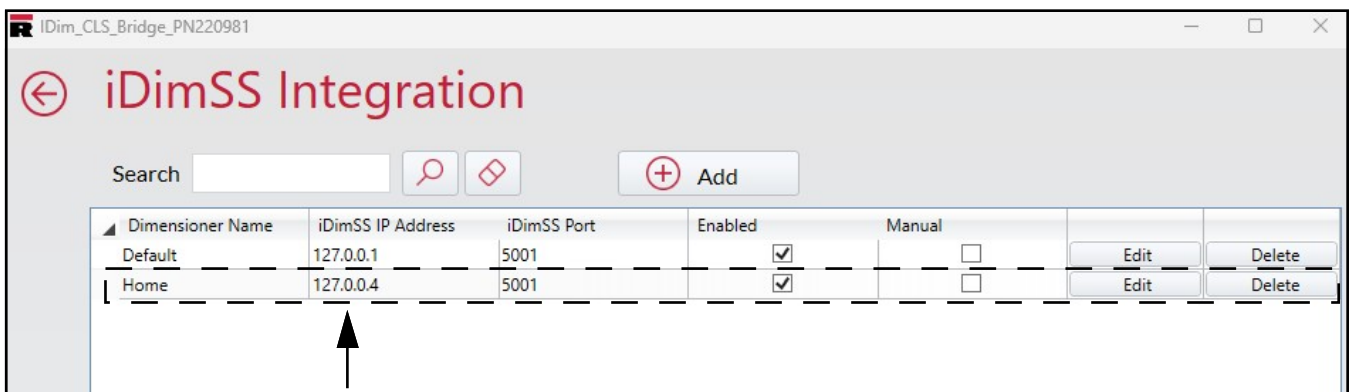 IDim_CLS_Bridge_PN220981
iDimSS Integration
Search Add
Dimensioner Name iDimSS IP Address iDimSS Port Enabled Manual
Default 127.0.0.1 5001 Edit Delete
Home 127.0.0.4 5001 Edit Delete